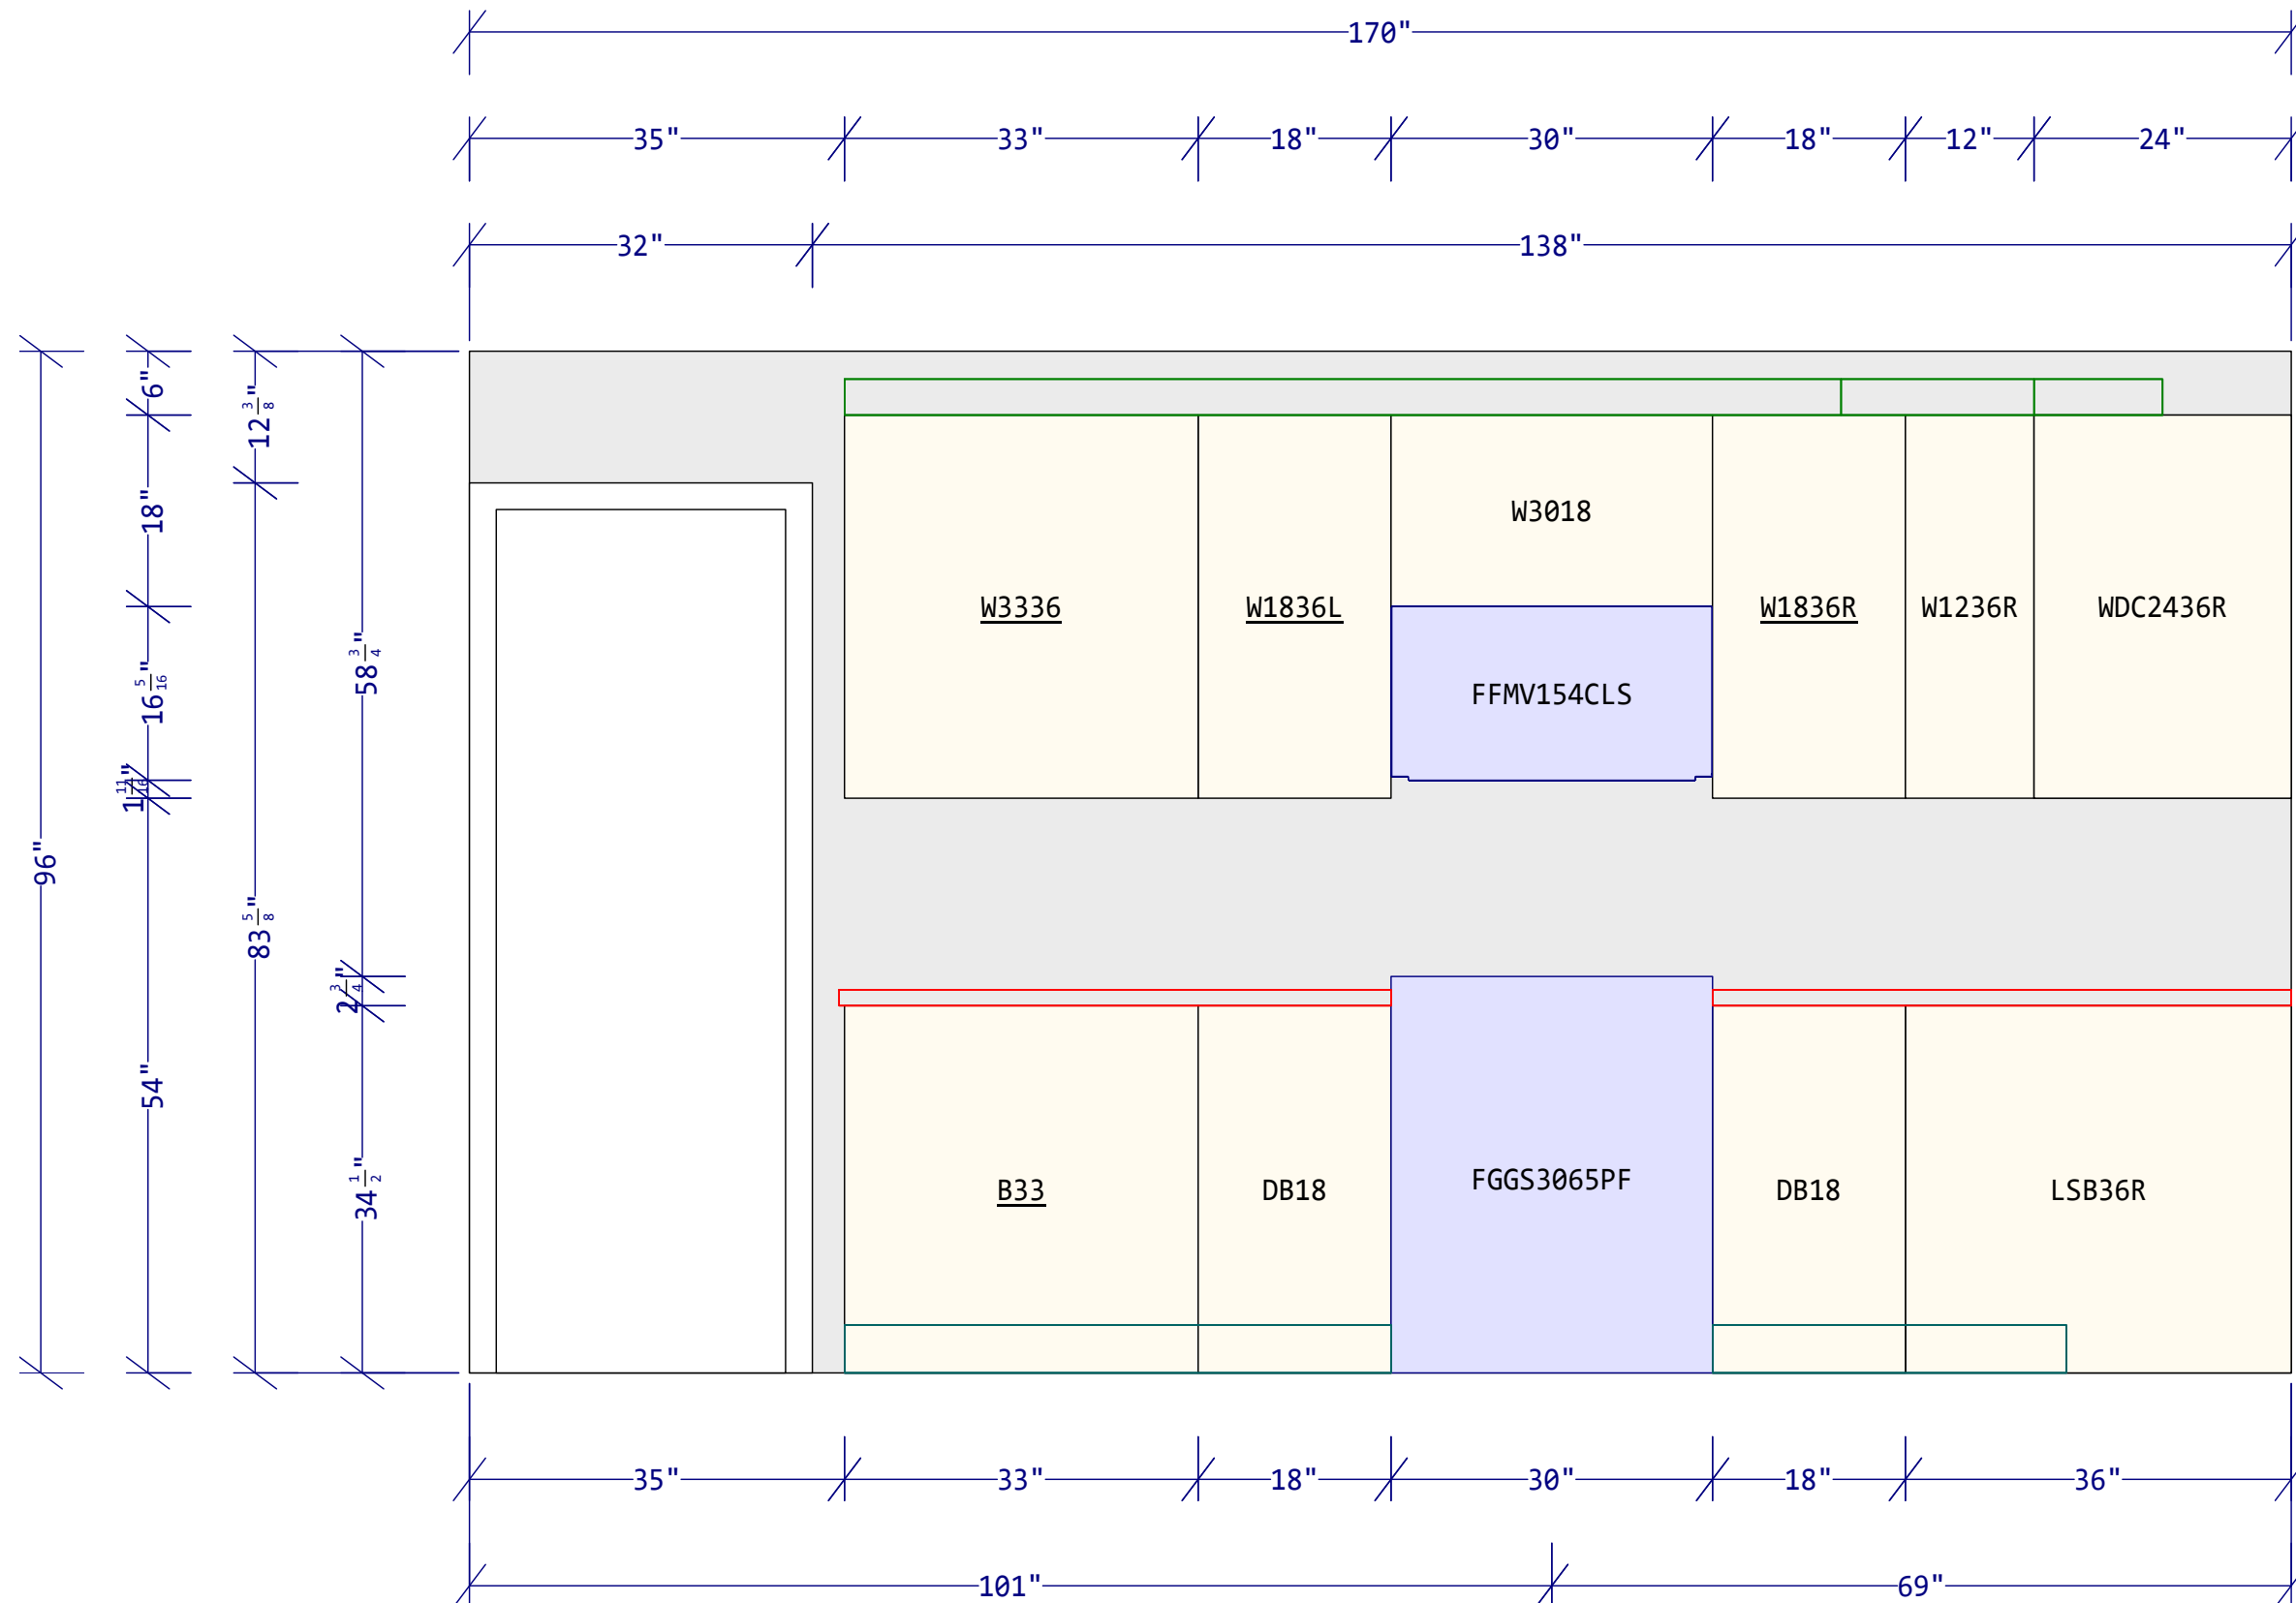 170"
35" 33" 18" 30" 18" 12" 24"
32" 138"
6"
12 3/8"
18"
W3018
W3336 W1836L W1836R W1236R WDC2436R
58 3/4"
16 5/16"
FFMV154CLS
1 11/16"
96"
83 5/8"
2 3/4"
54"
34 1/2"
FGGS3065PF
B33 DB18 DB18 LSB36R
35" 33" 18" 30" 18" 36"
101" 69"